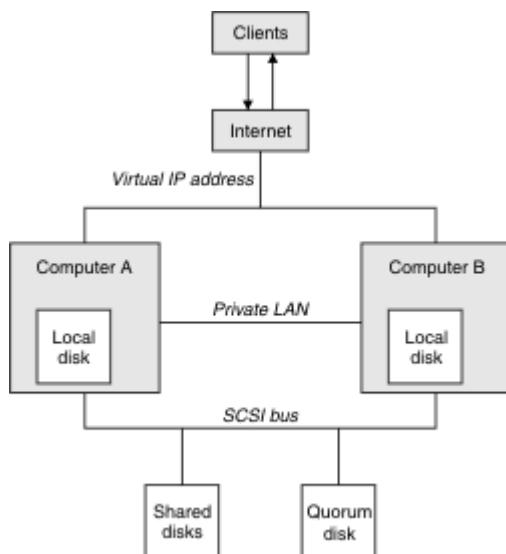 Clients
Internet
Virtual IP address
Computer A
Computer B
Private LAN
Local
disk
Local
disk
SCSI bus
Shared
disks
Quorum
disk